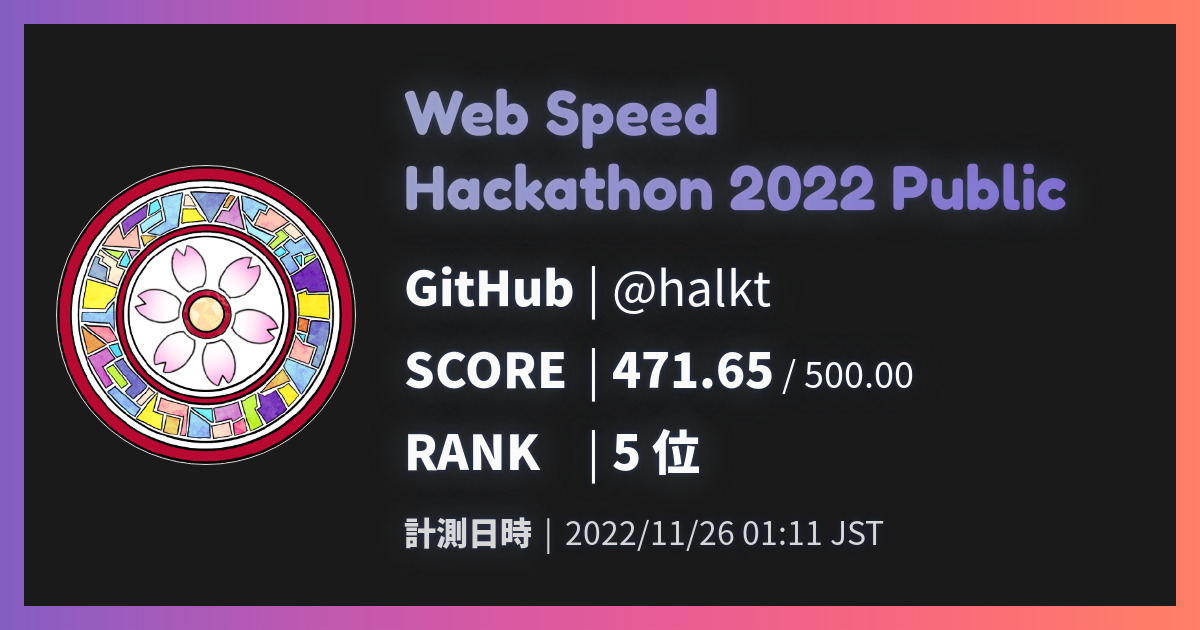 Web Speed
Hackathon 2022 Public
GitHub | @halkt
SCORE | 471.65 / 500.00
RANK | 5 位
計測日時 | 2022/11/26 01:11 JST